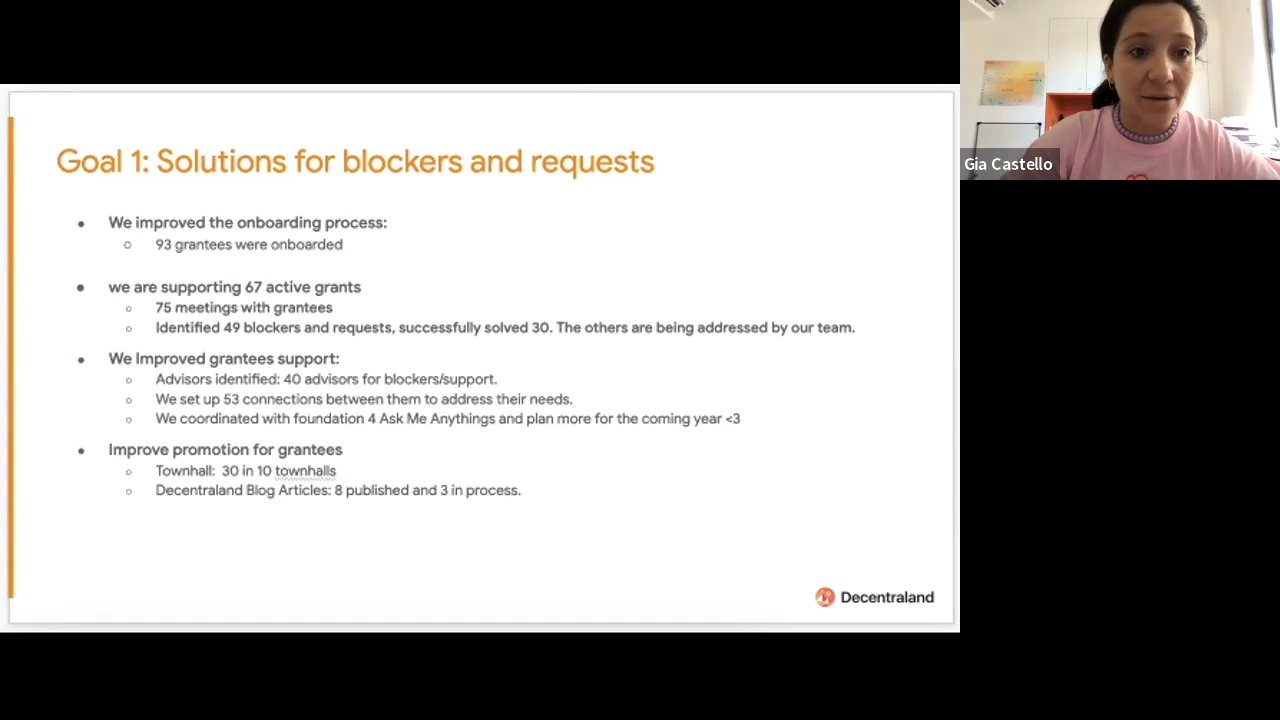 Goal 1: Solutions for blockers and requests
● We improved the onboarding process:
○ 93 grantees were onboarded
● we are supporting 67 active grants
○ 75 meetings with grantees
○ Identified 49 blockers and requests, successfully solved 30. The others are being addressed by our team.
● We Improved grantees support:
○ Advisors identified: 40 advisors for blockers/support.
○ We set up 53 connections between them to address their needs.
○ We coordinated with foundation 4 Ask Me Anythings and plan more for the coming year <3
● Improve promotion for grantees
○ Townhall: 30 in 10 townhalls
○ Decentraland Blog Articles: 8 published and 3 in process.
Decentraland
Gia Castello